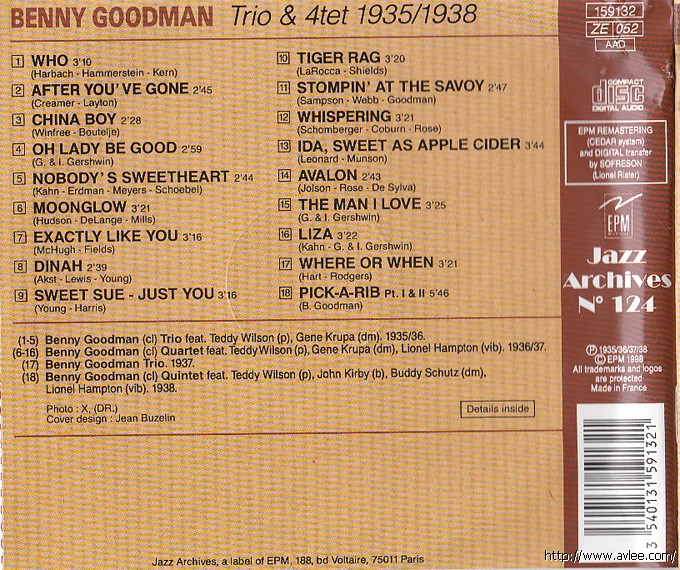 BENNY GOODMAN Trio & 4tet 1935/1938
1 WHO 3'10
(Harbach - Hammerstein - Kern)
2 AFTER YOU'VE GONE 2'45
(Creamer - Layton)
3 CHINA BOY 2'28
(Winfree - Boutelje)
4 OH LADY BE GOOD 2'59
(G. & I. Gershwin)
5 NOBODY'S SWEETHEART 2'44
(Kahn - Erdman - Meyers - Schoebel)
6 MOONGLOW 3'21
(Hudson - DeLange - Mills)
7 EXACTLY LIKE YOU 3'16
(McHugh - Fields)
8 DINAH 2'39
(Akst - Lewis - Young)
9 SWEET SUE - JUST YOU 3'16
(Young - Harris)
10 TIGER RAG 3'20
(LaRocca - Shields)
11 STOMPIN' AT THE SAVOY 2'47
(Sampson - Webb - Goodman)
12 WHISPERING 3'21
(Schomberger - Coburn - Rose)
13 IDA, SWEET AS APPLE CIDER 3'44
(Leonard - Munson)
14 AVALON 2'43
(Jolson - Rose - De Sylva)
15 THE MAN I LOVE 3'25
(G. & I. Gershwin)
16 LIZA 3'22
(Kahn - G. & I. Gershwin)
17 WHERE OR WHEN 3'21
(Hart - Rodgers)
18 PICK-A-RIB Pt. I & II 5'46
(B. Goodman)
(1-5) Benny Goodman (cl) Trio feat. Teddy Wilson (p), Gene Krupa (dm). 1935/36.
(6-16) Benny Goodman (cl) Quartet feat. Teddy Wilson (p), Gene Krupa (dm), Lionel Hampton (vib). 1936/37.
(17) Benny Goodman Trio. 1937.
(18) Benny Goodman (cl) Quintet feat. Teddy Wilson (p), John Kirby (b), Buddy Schutz (dm),
Lionel Hampton (vib). 1938.
Photo : X, (DR.)
Cover design : Jean Buzelin
Details inside
Jazz Archives, a label of EPM, 188, bd Voltaire, 75011 Paris
159132
ZE 052
AAD
COMPACT
disc
DIGITAL AUDIO
EPM REMASTERING
(CEDAR system)
and DIGITAL transfer
by SOFRESON
(Lionel Risler)
EPM
Jazz
Archives
N° 124
Ⓟ 1935/36/37/38
© EPM 1998
All trademarks and logos
are protected
Made in France
3 540131 591321
http://www.avlee.com/